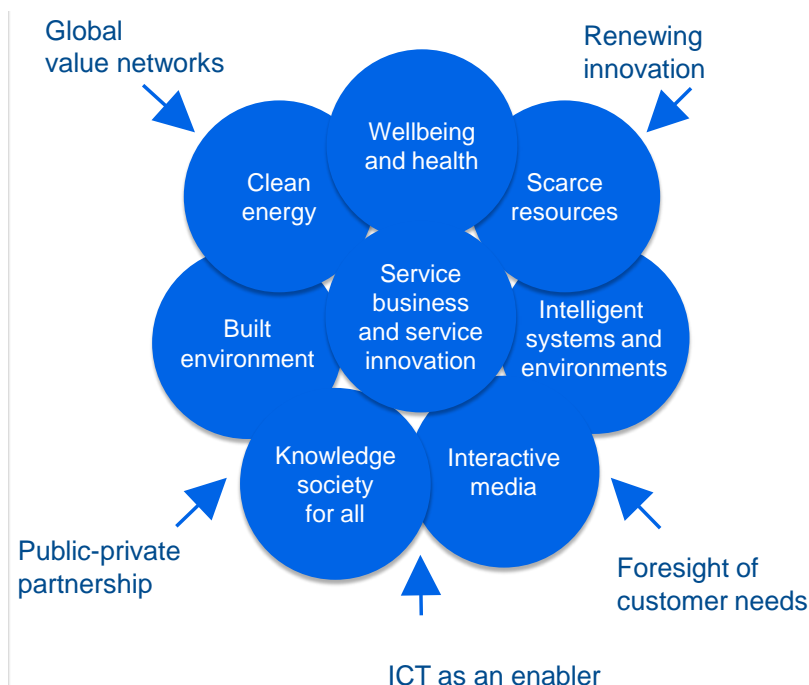 Global
value networks
Renewing
innovation
Wellbeing
and health
Clean
energy
Scarce
resources
Service
business
and service
innovation
Built
environment
Intelligent
systems and
environments
Knowledge
society
for all
Interactive
media
Public-private
partnership
Foresight of
customer needs
ICT as an enabler